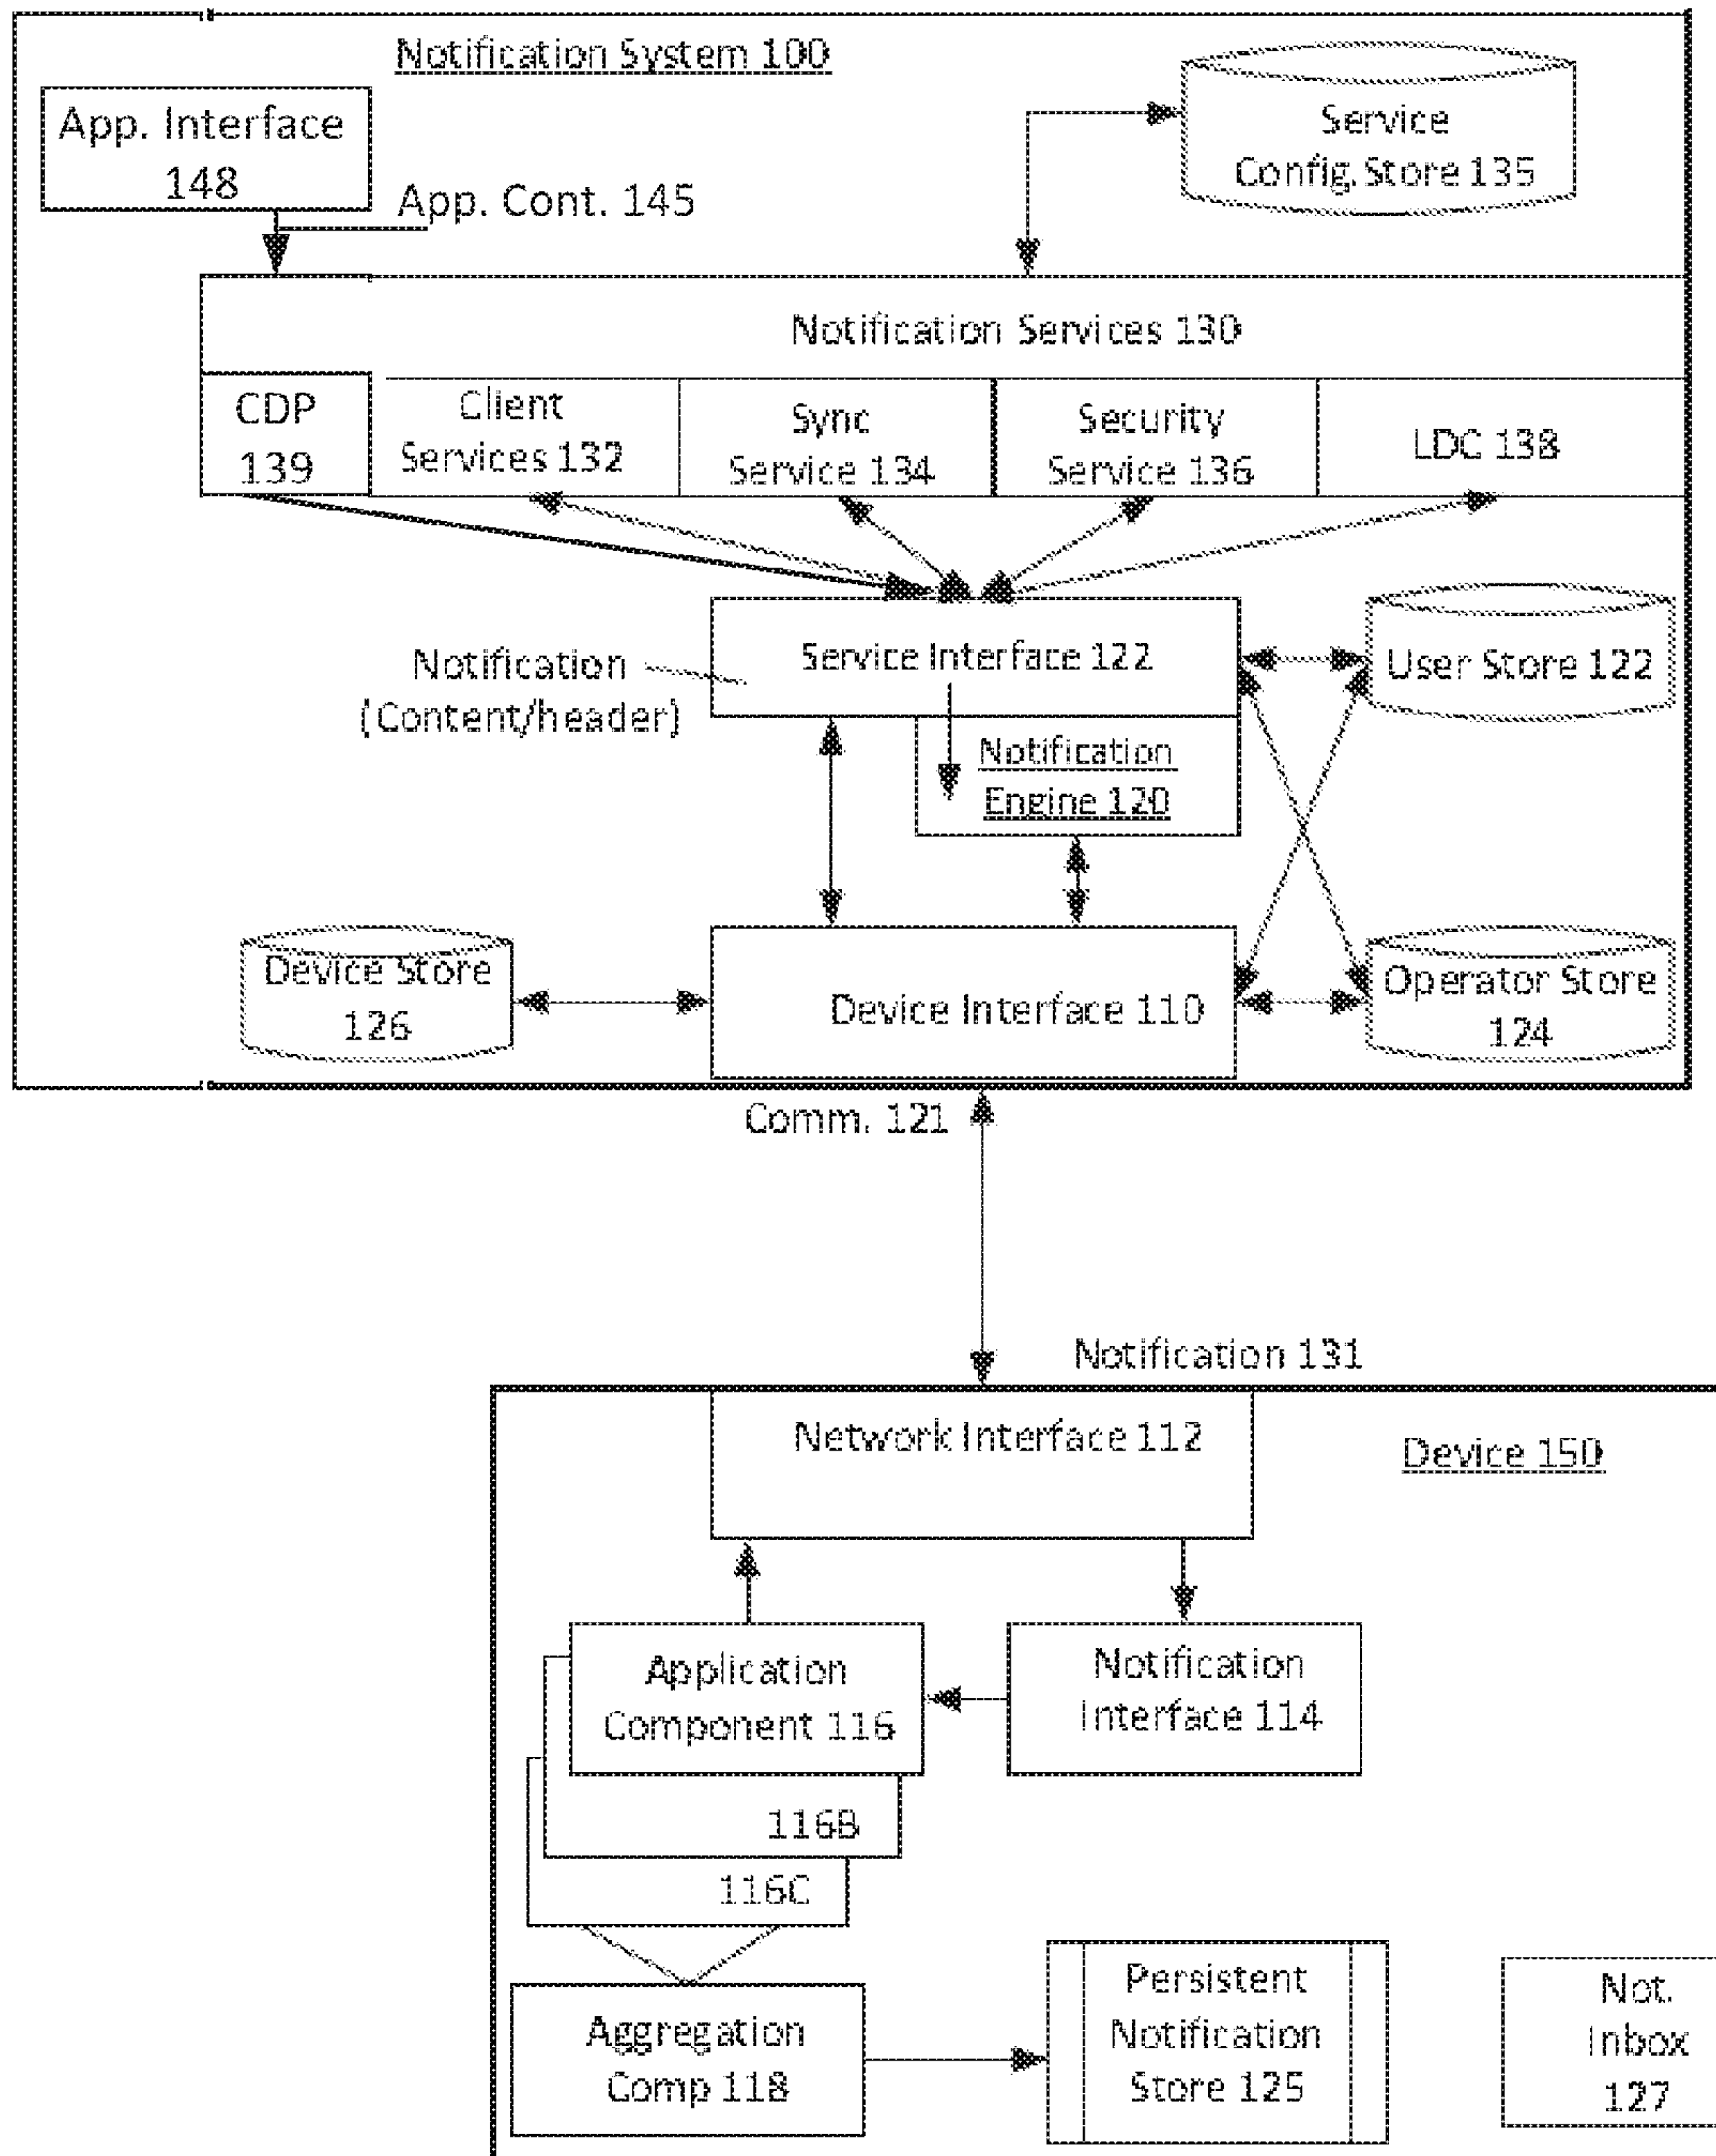 Notification System 100
App. Interface
148
App. Cont. 145
Service
Config. Store 135
Notification Services 130
CDP
139
Client
Services 132
Sync
Service 134
Security
Service 136
LDC 138
Service Interface 122
User Store 122
Notification
(Content/header)
Notification
Engine 120
Device Store
126
Device Interface 110
Operator Store
124
Comm. 121
Notification 131
Network Interface 112
Device 150
Application
Component 116
Notification
Interface 114
116B
116C
Aggregation
Comp 118
Persistent
Notification
Store 125
Not.
Inbox
127